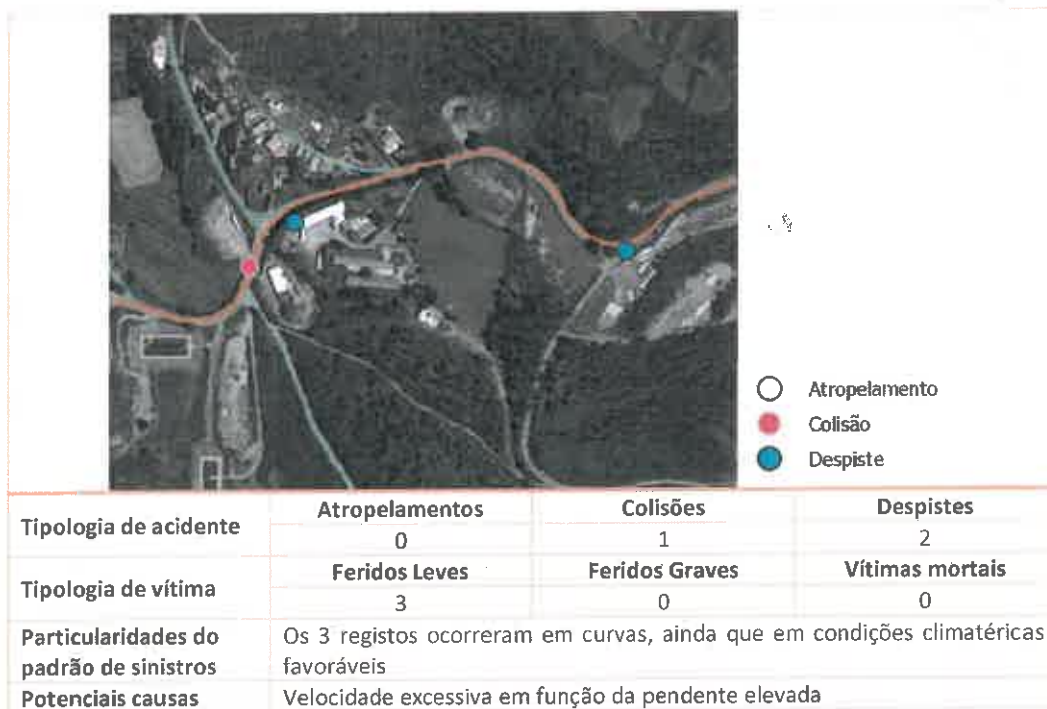 Atropelamento
Colisão
Despiste
Tipologia de acidente
Atropelamentos
Colisões
Despistes
0
1
2
Tipologia de vítima
Feridos Leves
Feridos Graves
Vítimas mortais
3
0
0
Particularidades do
padrão de sinistros
Os 3 registos ocorreram em curvas, ainda que em condições climatéricas
favoráveis
Potenciais causas
Velocidade excessiva em função da pendente elevada